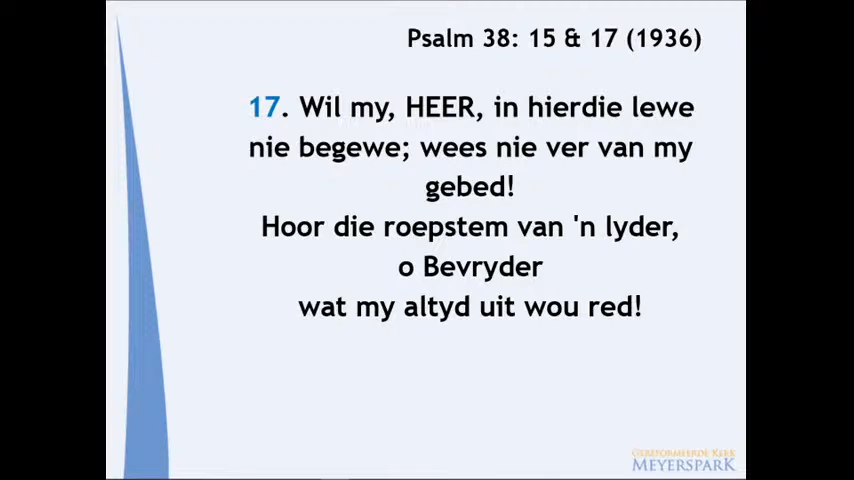 Psalm 38: 15 & 17 (1936)
17. Wil my, HEER, in hierdie lewe
nie begewe; wees nie ver van my
gebed!
Hoor die roepstem van 'n lyder,
o Bevryder
wat my altyd uit wou red!
GEREFORMEERDE KERK
MEYERSPARK